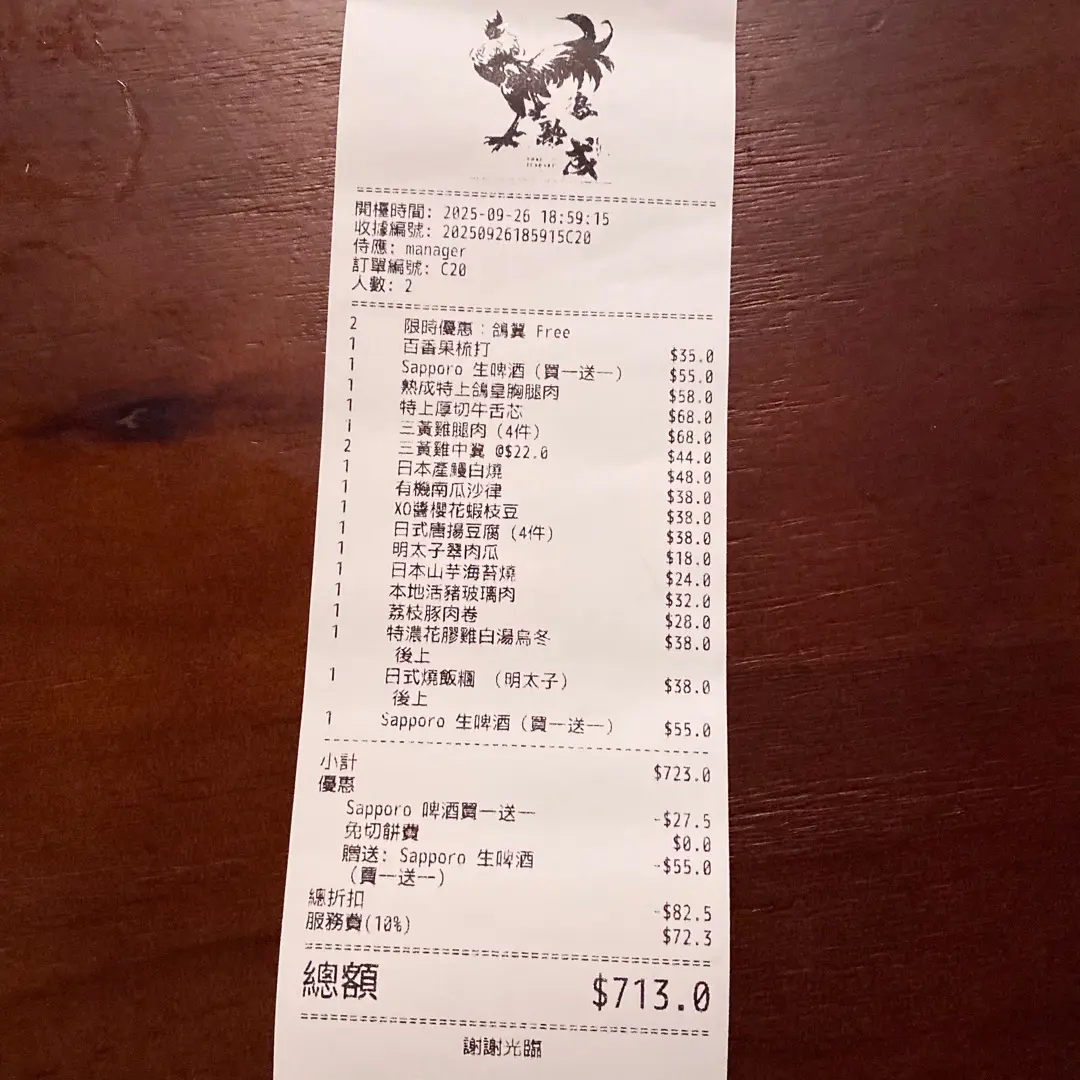 熟
成
開檯時間: 2025-09-26 18:59:15
收據編號: 20250926185915C20
侍應: manager
訂單編號: C20
人數: 2
2 限時優惠：鴿翼 Free
1 百香果梳打 $35.0
1 Sapporo 生啤酒（買一送一） $55.0
1 熟成特上鴿皇胸腿肉 $58.0
1 特上厚切牛舌芯 $68.0
1 三黃雞腿肉 (4件) $68.0
2 三黃雞中翼 @$22.0 $44.0
1 日本產鰻白燒 $48.0
1 有機南瓜沙律 $38.0
1 XO醬櫻花蝦枝豆 $38.0
1 日式唐揚豆腐 (4件) $38.0
1 明太子翠肉瓜 $18.0
1 日本山芋海苔燒 $24.0
1 本地活豬玻璃肉 $32.0
1 荔枝豚肉卷 $28.0
1 特濃花膠雞白湯烏冬 $38.0
後上
1 日式燒飯糰 （明太子） $38.0
後上
1 Sapporo 生啤酒（買一送一） $55.0
小計 $723.0
優惠
Sapporo 啤酒買一送一 -$27.5
免切餅費 $0.0
贈送: Sapporo 生啤酒 -$55.0
（買一送一）
總折扣 -$82.5
服務費(10%) $72.3
總額 $713.0
謝謝光臨